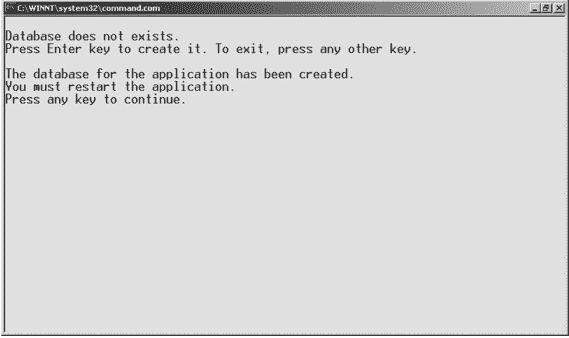 C:\WINNT\system32\command.com
Database does not exists.
Press Enter key to create it. To exit, press any other key.
The database for the application has been created.
You must restart the application.
Press any key to continue.